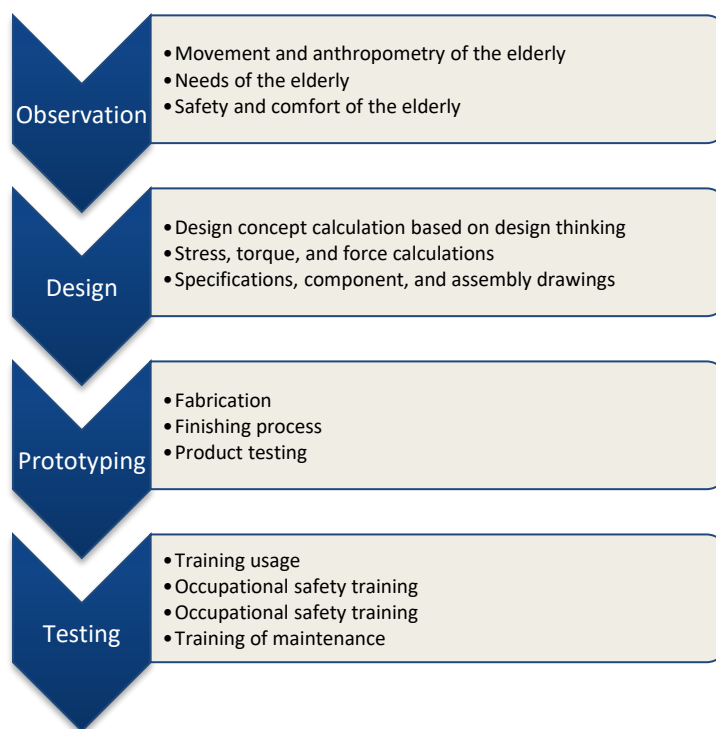 Observation
•Movement and anthropometry of the elderly
•Needs of the elderly
•Safety and comfort of the elderly
Design
•Design concept calculation based on design thinking
•Stress, torque, and force calculations
•Specifications, component, and assembly drawings
Prototyping
•Fabrication
•Finishing process
•Product testing
Testing
•Training usage
•Occupational safety training
•Occupational safety training
•Training of maintenance